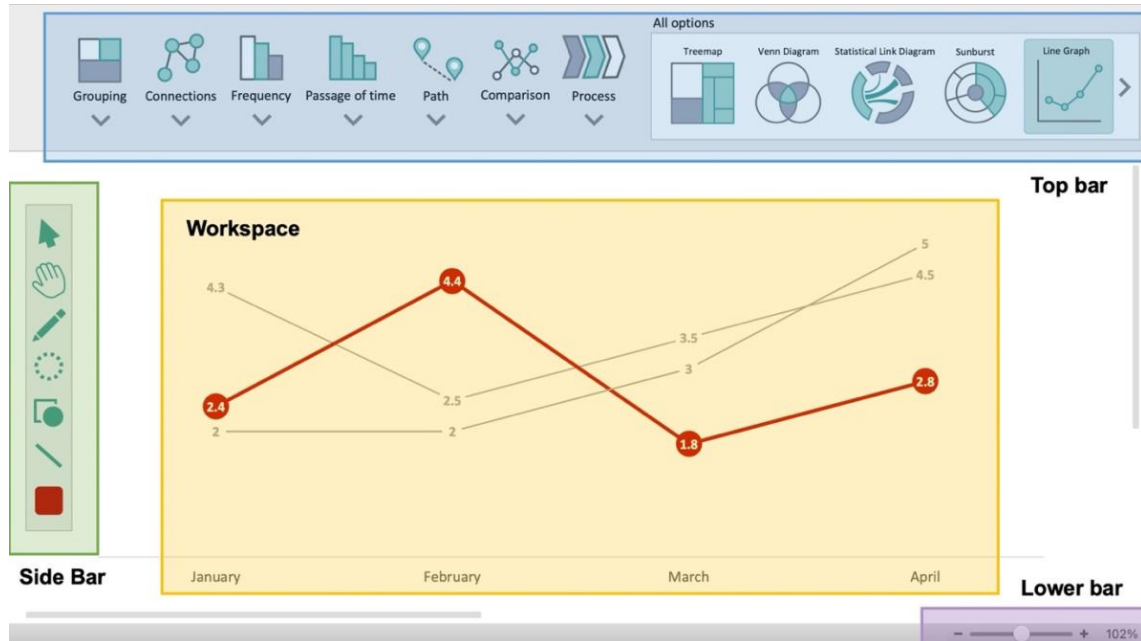 All options
Treemap Venn Diagram Statistical Link Diagram Sunburst Line Graph
Grouping Connections Frequency Passage of time Path Comparison Process
Top bar
Workspace
5
4.5
4.4
4.3
3.5
3
2.8
2.5
2.4
2 2
1.8
Side Bar
January February March April
Lower bar
102%